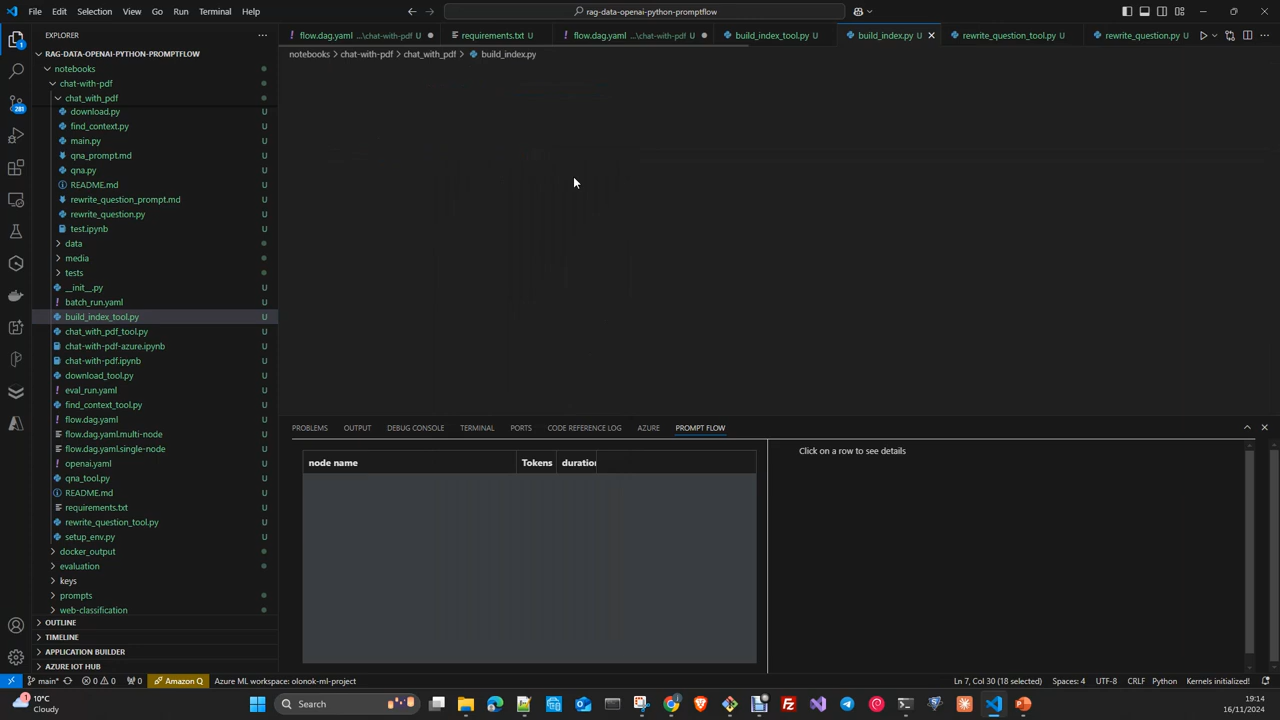 File Edit Selection View Go Run Terminal Help
rag-data-openai-python-promptflow
EXPLORER
flow.dag.yaml ...\chat-with-pdf U
requirements.txt U
flow.dag.yaml ...\chat-with-pdf U
build_index_tool.py U
build_index.py U
rewrite_question_tool.py U
rewrite_question.py U
notebooks > chat-with-pdf > chat_with_pdf > build_index.py
RAG-DATA-OPENAI-PYTHON-PROMPTFLOW
notebooks
chat-with-pdf
chat_with_pdf
281
download.py U
find_context.py U
main.py U
qna_prompt.md U
qna.py U
README.md U
rewrite_question_prompt.md U
rewrite_question.py U
test.ipynb U
data
media
tests
__init__.py U
batch_run.yaml U
build_index_tool.py U
chat_with_pdf_tool.py U
chat-with-pdf-azure.ipynb U
chat-with-pdf.ipynb U
download_tool.py U
eval_run.yaml U
find_context_tool.py U
flow.dag.yaml U
flow.dag.yaml.multi-node U
flow.dag.yaml.single-node U
openai.yaml U
qna_tool.py U
README.md U
requirements.txt U
rewrite_question_tool.py U
setup_env.py U
docker_output
evaluation
keys
prompts
web-classification
OUTLINE
TIMELINE
APPLICATION BUILDER
AZURE IOT HUB
PROBLEMS OUTPUT DEBUG CONSOLE TERMINAL PORTS CODE REFERENCE LOG AZURE PROMPT FLOW
node name Tokens duration
Click on a row to see details
main* 0 0 0 Amazon Q Azure ML workspace: olonok-ml-project
Ln 7, Col 30 (18 selected) Spaces: 4 UTF-8 CRLF Python Kernels initialized!
1
10°C
Cloudy
Search
19:14
16/11/2024